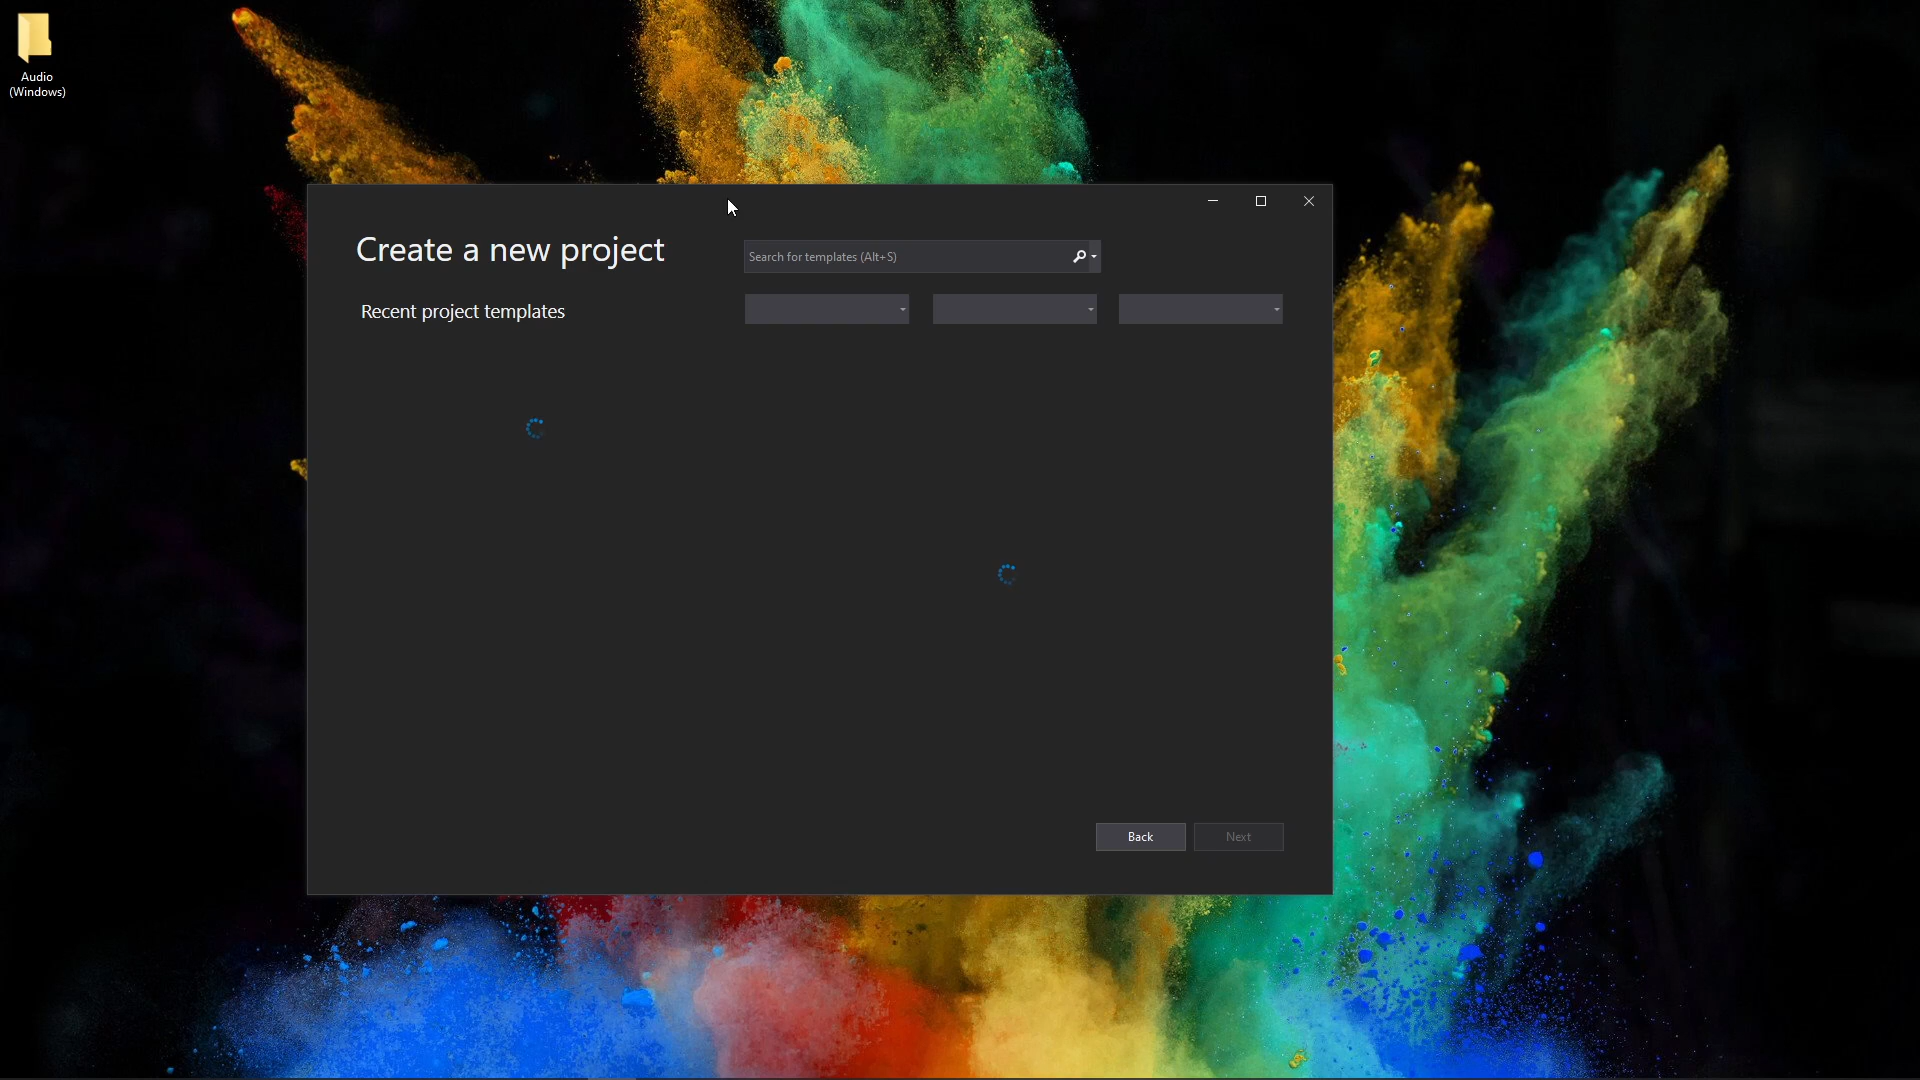 Audio
(Windows)
Create a new project
Search for templates (Alt+S)
Recent project templates
Back
Next